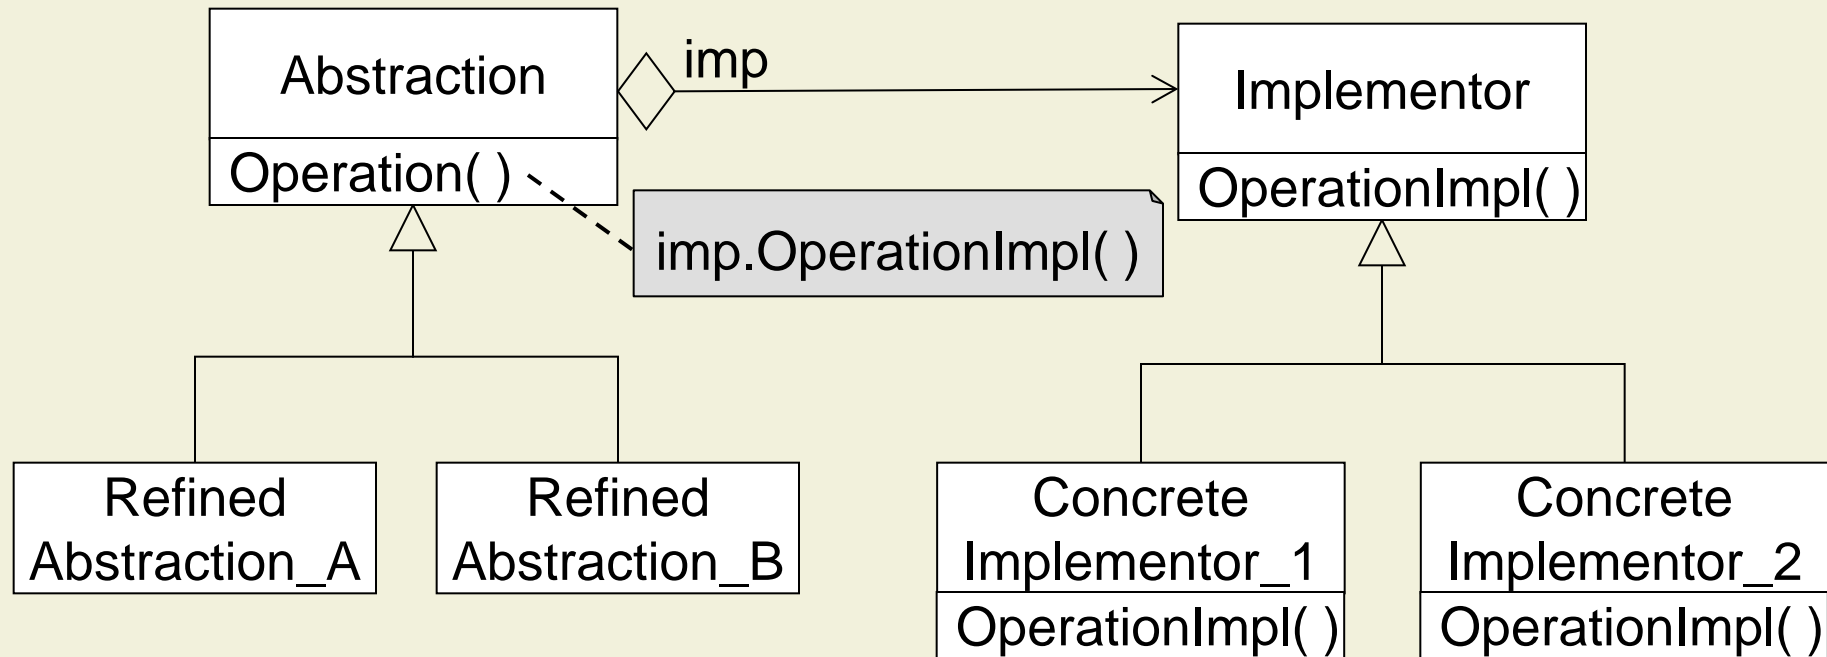 Abstraction
imp
Implementor
Operation( )
OperationImpl( )
imp.OperationImpl( )
Refined
Abstraction_A
Refined
Abstraction_B
Concrete
Implementor_1
OperationImpl( )
Concrete
Implementor_2
OperationImpl( )